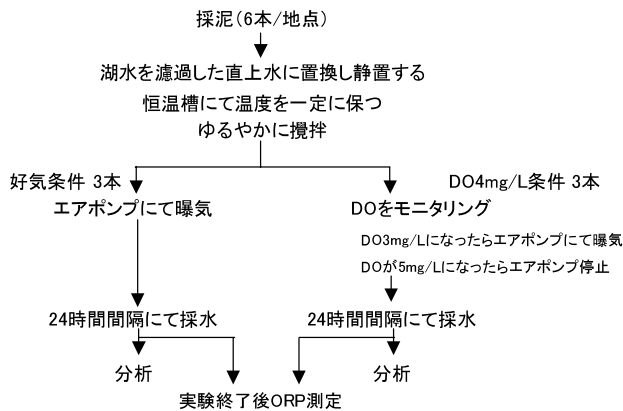 採泥(6本/地点)
湖水を濾過した直上水に置換し静置する
恒温槽にて温度を一定に保つ
ゆるやかに攪拌
好気条件 3本
DO4mg/L条件 3本
エアポンプにて曝気
DOをモニタリング
DO3mg/Lになったらエアポンプにて曝気
DOが5mg/Lになったらエアポンプ停止
24時間間隔にて採水
24時間間隔にて採水
分析
分析
実験終了後ORP測定